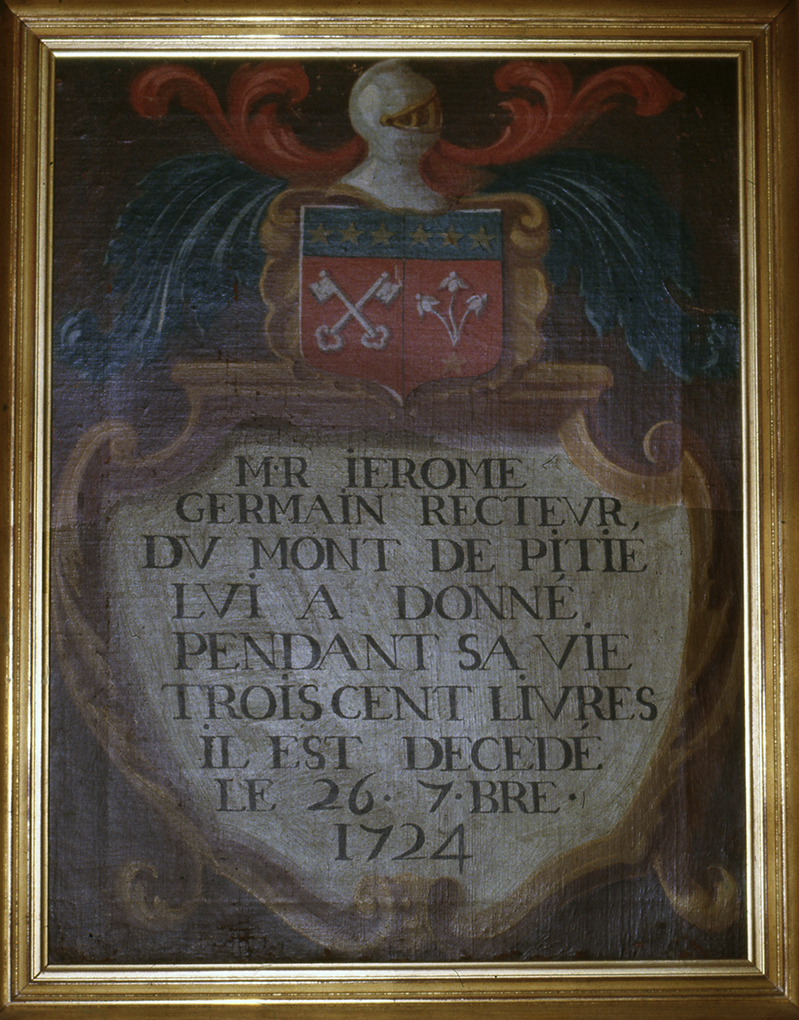 M·R IEROME
GERMAIN RECTEVR,
DV MONT DE PITIE
LVI A DONNÉ
PENDANT SA VIE
TROIS CENT LIVRES
IL EST DECEDÉ
LE 26· 7·BRE·
1724